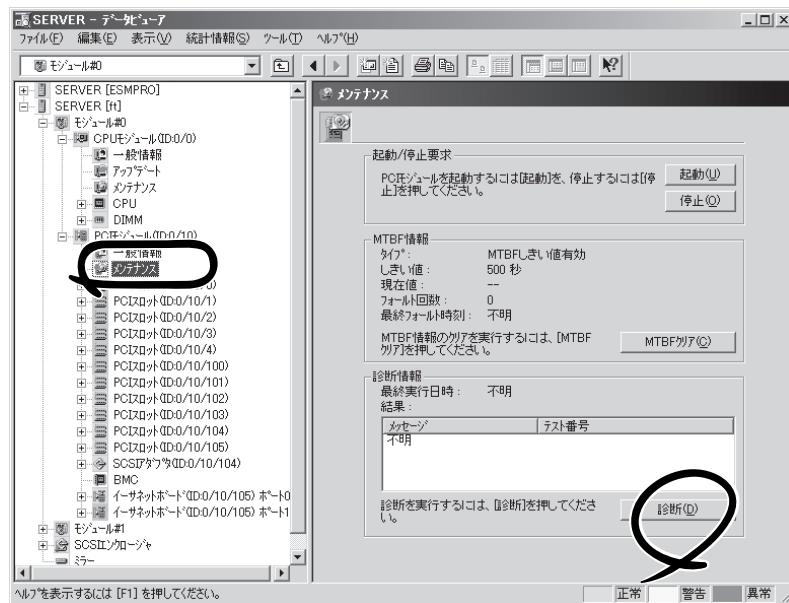 SERVER - データビューア
ファイル(F) 編集(E) 表示(V) 統計情報(S) ツール(T) ヘルプ(H)
モジュール#0
SERVER [ESMPRO]
SERVER [ft]
モジュール#0
CPUモジュール(ID:0/0)
一般情報
アップデート
メンテナンス
CPU
DIMM
PCIモジュール(ID:0/10)
一般情報
メンテナンス
PCIスロット(ID:0/10/1)
PCIスロット(ID:0/10/2)
PCIスロット(ID:0/10/3)
PCIスロット(ID:0/10/4)
PCIスロット(ID:0/10/100)
PCIスロット(ID:0/10/101)
PCIスロット(ID:0/10/102)
PCIスロット(ID:0/10/103)
PCIスロット(ID:0/10/104)
PCIスロット(ID:0/10/105)
SCSIアダプタ(ID:0/10/104)
BMC
イーサネットボード(ID:0/10/105) ポート0
イーサネットボード(ID:0/10/105) ポート1
モジュール#1
SCSIエンクロージャ
ミラー
メンテナンス
起動/停止要求
PCIモジュールを起動するには[起動]を、停止するには[停
止]を押してください。
起動(U)
停止(O)
MTBF情報
タイプ: MTBFしきい値有効
しきい値: 500 秒
現在値: --
フォールト回数: 0
最終フォールト時刻: 不明
MTBF情報のクリアを実行するには、[MTBF
クリア]を押してください。
MTBFクリア(C)
診断情報
最終実行日時: 不明
結果:
メッセージ テスト番号
不明
診断を実行するには、[診断]を押してくださ
い。
診断(D)
ヘルプを表示するには [F1] を押してください。
正常 警告 異常